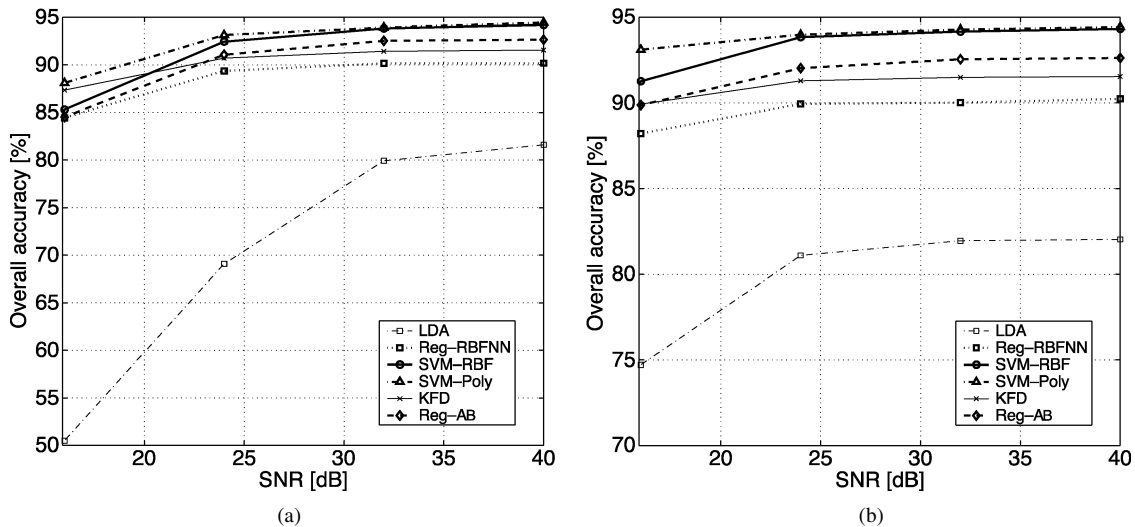 95
90
85
80
75
70
65
60
55
50
Overall accuracy [%]
20
25
30
35
40
SNR [dB]
LDA
Reg–RBFNN
SVM–RBF
SVM–Poly
KFD
Reg–AB
(a)
95
90
85
80
75
70
Overall accuracy [%]
20
25
30
35
40
SNR [dB]
LDA
Reg–RBFNN
SVM–RBF
SVM–Poly
KFD
Reg–AB
(b)